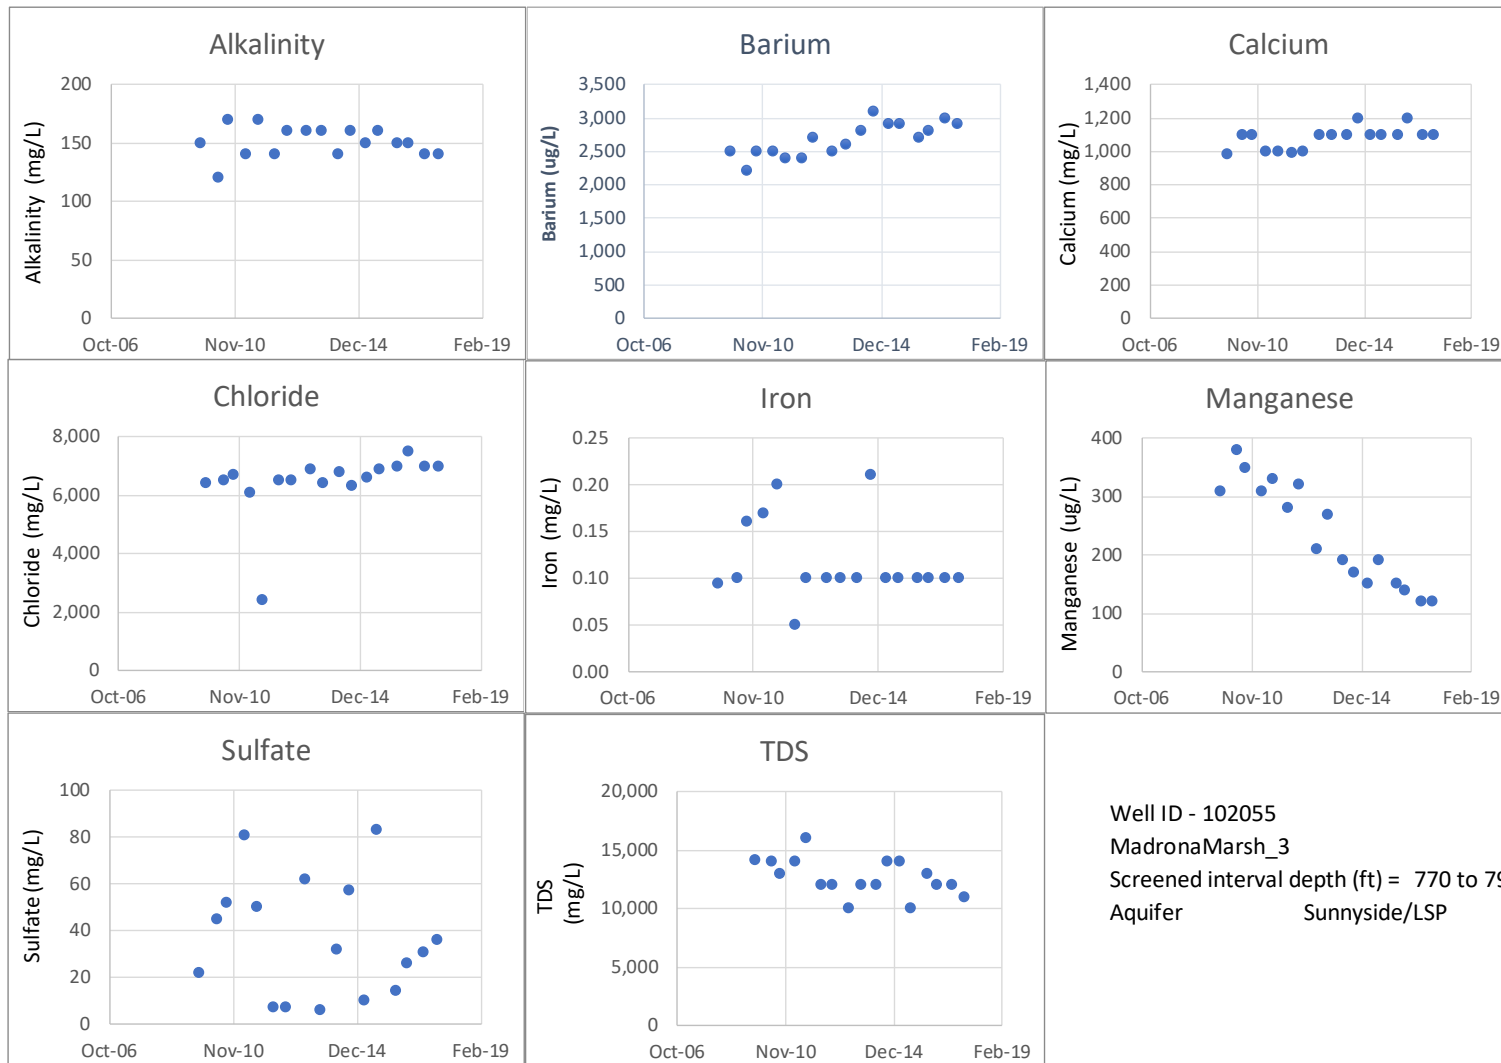 Alkalinity
Alkalinity (mg/L)
200
150
100
50
0
Oct-06 Nov-10 Dec-14 Feb-19
Barium
Barium (ug/L)
3,500
3,000
2,500
2,000
1,500
1,000
500
0
Oct-06 Nov-10 Dec-14 Feb-19
Calcium
Calcium (mg/L)
1,400
1,200
1,000
800
600
400
200
0
Oct-06 Nov-10 Dec-14 Feb-19
Chloride
Chloride (mg/L)
8,000
6,000
4,000
2,000
0
Oct-06 Nov-10 Dec-14 Feb-19
Iron
Iron (mg/L)
0.25
0.20
0.15
0.10
0.05
0.00
Oct-06 Nov-10 Dec-14 Feb-19
Manganese
Manganese (ug/L)
400
300
200
100
0
Oct-06 Nov-10 Dec-14 Feb-19
Sulfate
Sulfate (mg/L)
100
80
60
40
20
0
Oct-06 Nov-10 Dec-14 Feb-19
TDS
TDS
(mg/L)
20,000
15,000
10,000
5,000
0
Oct-06 Nov-10 Dec-14 Feb-19
Well ID - 102055
MadronaMarsh_3
Screened interval depth (ft) = 770 to 79
Aquifer Sunnyside/LSP